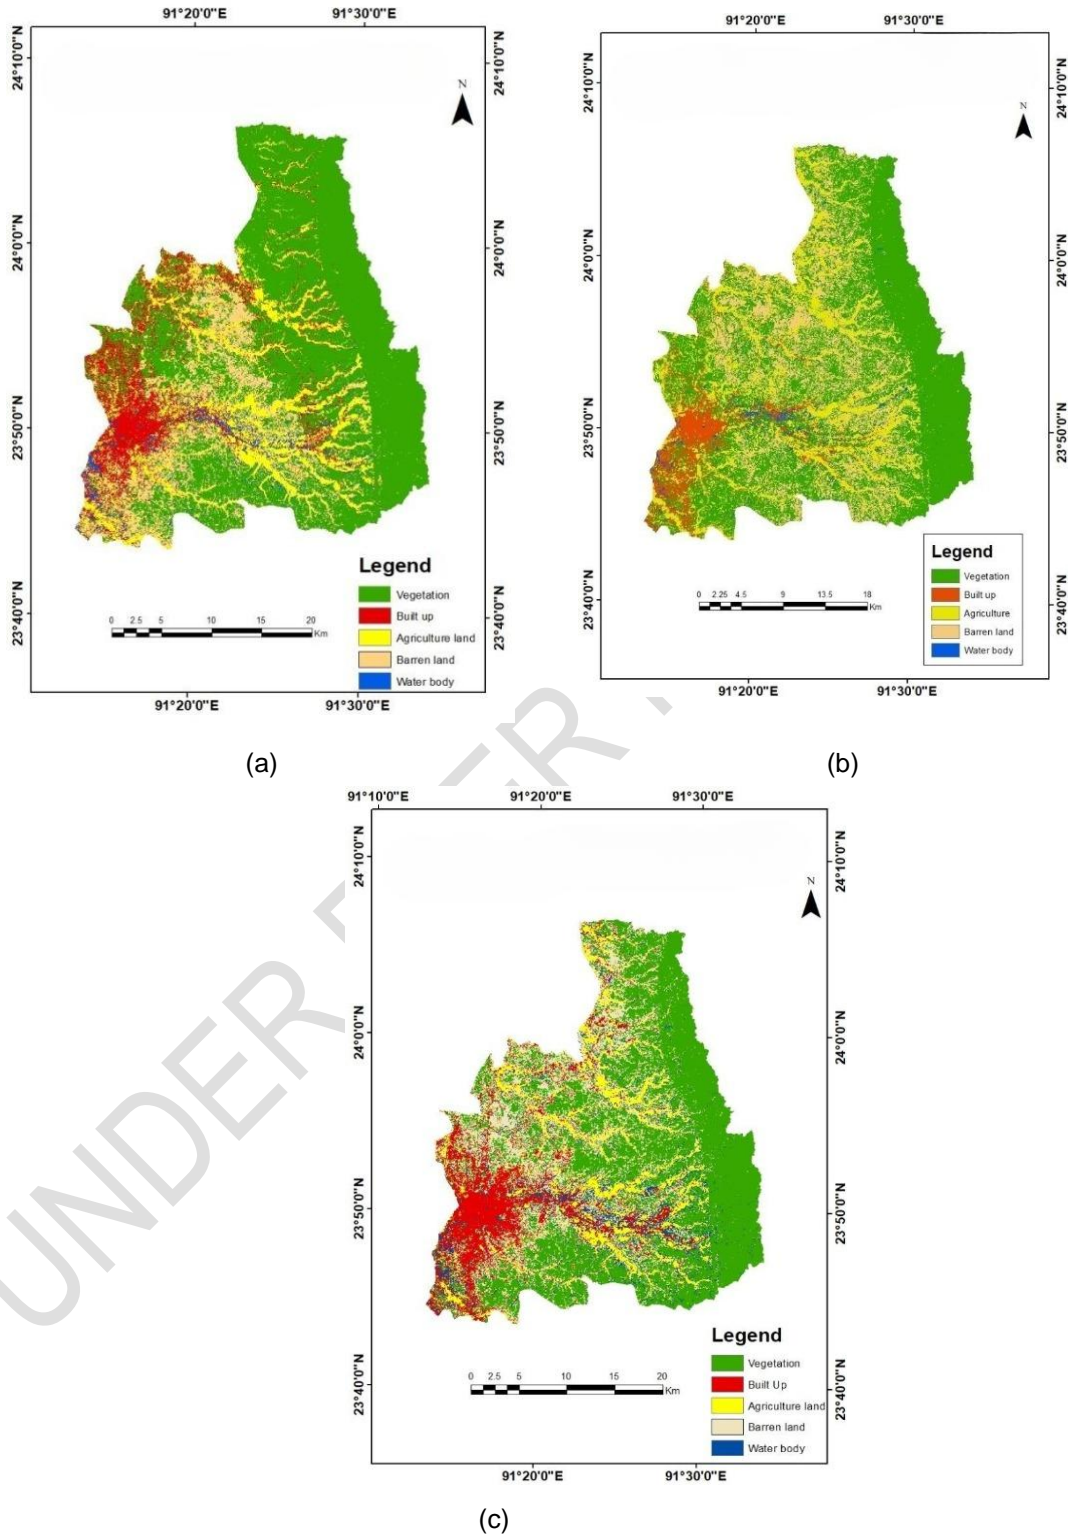 91°20'0"E 91°30'0"E
24°10'0"N 24°10'0"N
N
24°0'0"N 24°0'0"N
23°50'0"N 23°50'0"N
23°40'0"N 23°40'0"N
Legend
Vegetation
Built up
Agriculture land
Barren land
Water body
0 2.5 5 10 15 20
Km
91°20'0"E 91°30'0"E
(a)
91°20'0"E 91°30'0"E
24°10'0"N 24°10'0"N
N
24°0'0"N 24°0'0"N
23°50'0"N 23°50'0"N
23°40'0"N 23°40'0"N
Legend
Vegetation
Built up
Agriculture
Barren land
Water body
0 2.25 4.5 9 13.5 18
Km
91°20'0"E 91°30'0"E
(b)
91°10'0"E 91°20'0"E 91°30'0"E
24°10'0"N 24°10'0"N
N
24°0'0"N 24°0'0"N
23°50'0"N 23°50'0"N
23°40'0"N 23°40'0"N
Legend
Vegetation
Built Up
Agriculture land
Barren land
Water body
0 2.5 5 10 15 20
Km
91°20'0"E 91°30'0"E
(c)
UNDER